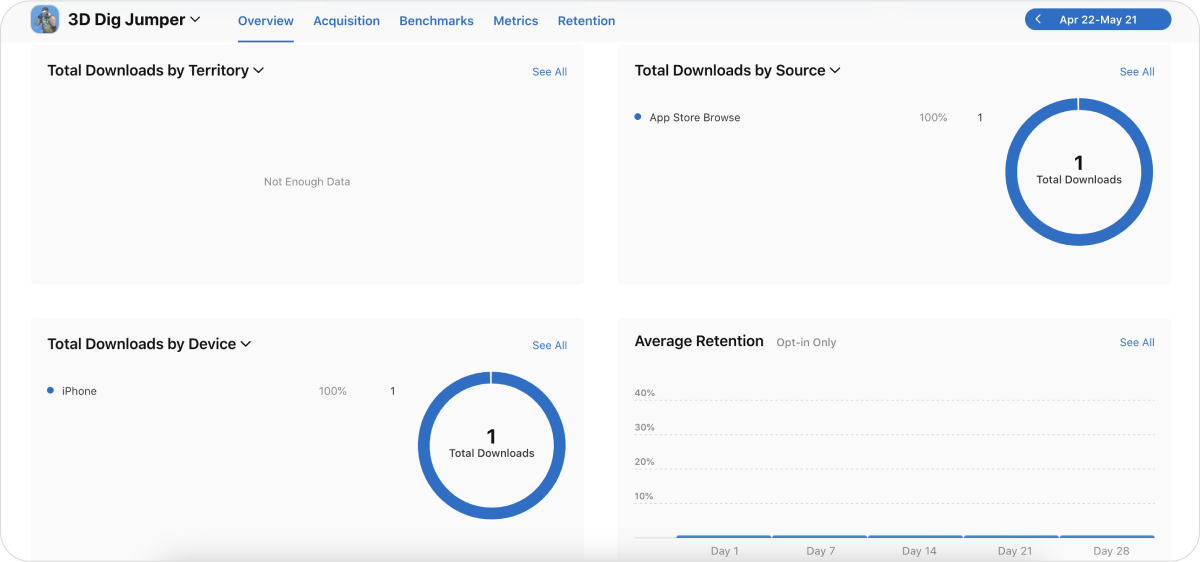 3D Dig Jumper
Overview Acquisition Benchmarks Metrics Retention
Apr 22-May 21
Total Downloads by Territory
See All
Not Enough Data
Total Downloads by Source
See All
App Store Browse 100% 1
1
Total Downloads
Total Downloads by Device
See All
iPhone 100% 1
1
Total Downloads
Average Retention Opt-in Only
See All
40%
30%
20%
10%
Day 1 Day 7 Day 14 Day 21 Day 28